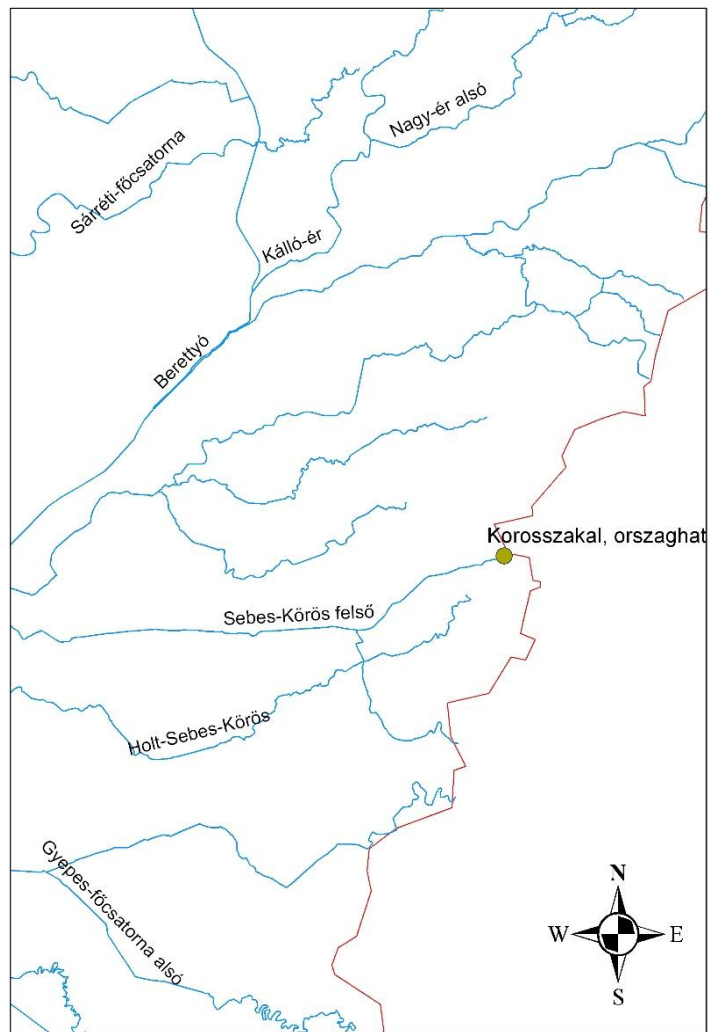 Nagy-ér alsó
Sárréti-főcsatorna
Kálló-ér
Berettyó
Korosszakal, orszaghat
Sebes-Körös felső
Holt-Sebes-Körös
Gyepes-főcsatorna alsó
N
W
E
S